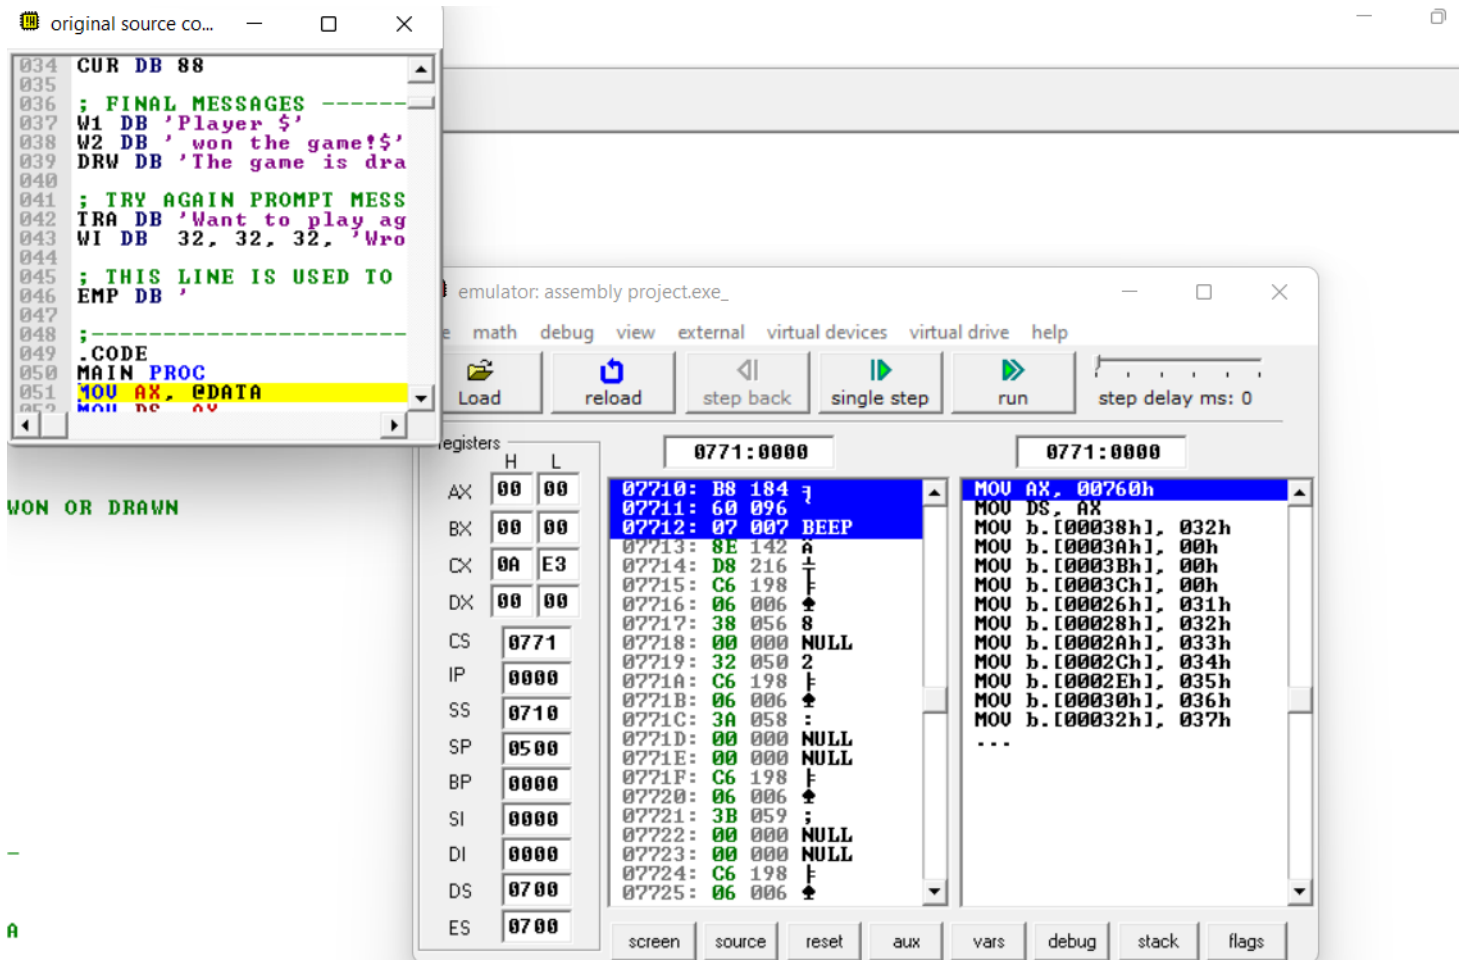 original source co...
034 CUR DB 88
035
036 ; FINAL MESSAGES -------
037 W1 DB 'Player $'
038 W2 DB ' won the game!$'
039 DRW DB 'The game is dra
040
041 ; TRY AGAIN PROMPT MESS
042 TRA DB 'Want to play ag
043 WI DB  32, 32, 32, 'Wro
044
045 ; THIS LINE IS USED TO
046 EMP DB '
047
048 ;----------------------
049 .CODE
050 MAIN PROC
051 MOV AX, @DATA
052 MOV DS, AX
WON OR DRAWN
-
A
emulator: assembly project.exe_
math debug view external virtual devices virtual drive help
Load reload step back single step run step delay ms: 0
registers
H L
AX 00 00
BX 00 00
CX 0A E3
DX 00 00
CS 0771
IP 0000
SS 0710
SP 0500
BP 0000
SI 0000
DI 0000
DS 0700
ES 0700
0771:0000
07710: B8 184 ╕
07711: 60 096 `
07712: 07 007 BEEP
07713: 8E 142 Ä
07714: D8 216 ╪
07715: C6 198 ╞
07716: 06 006 ♠
07717: 38 056 8
07718: 00 000 NULL
07719: 32 050 2
0771A: C6 198 ╞
0771B: 06 006 ♠
0771C: 3A 058 :
0771D: 00 000 NULL
0771E: 00 000 NULL
0771F: C6 198 ╞
07720: 06 006 ♠
07721: 3B 059 ;
07722: 00 000 NULL
07723: 00 000 NULL
07724: C6 198 ╞
07725: 06 006 ♠
0771:0000
MOV AX, 00760h
MOV DS, AX
MOV b.[00038h], 032h
MOV b.[0003Ah], 00h
MOV b.[0003Bh], 00h
MOV b.[0003Ch], 00h
MOV b.[00026h], 031h
MOV b.[00028h], 032h
MOV b.[0002Ah], 033h
MOV b.[0002Ch], 034h
MOV b.[0002Eh], 035h
MOV b.[00030h], 036h
MOV b.[00032h], 037h
...
screen source reset aux vars debug stack flags